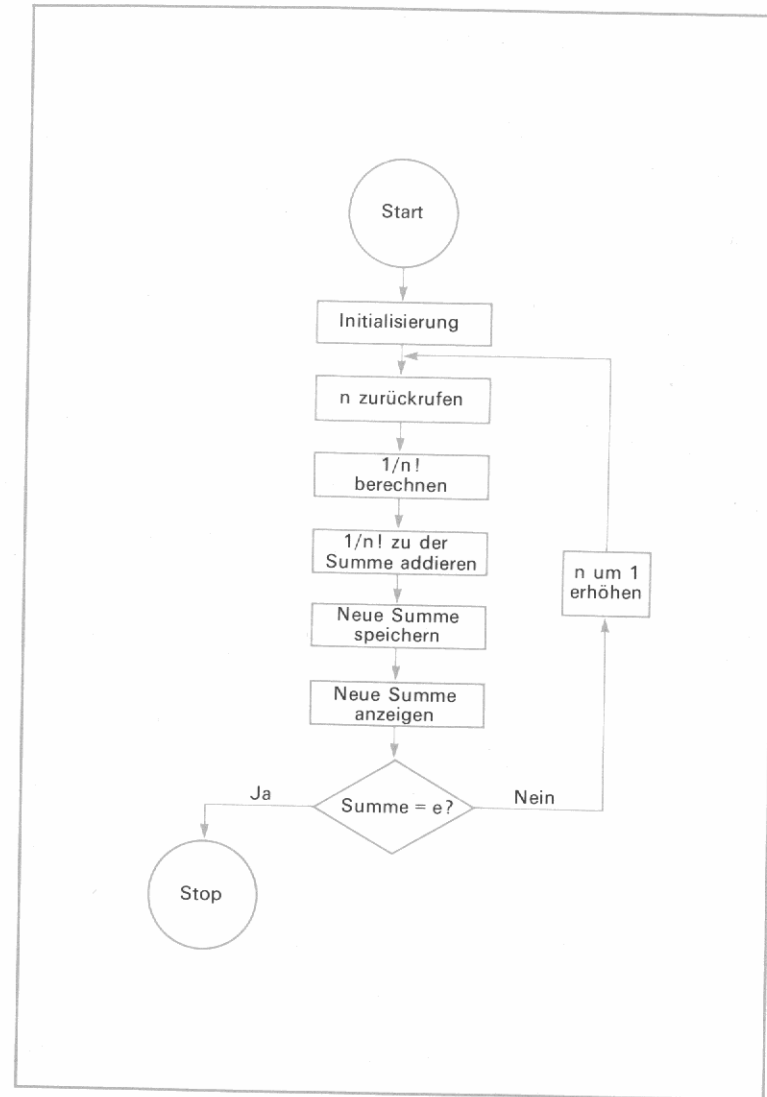 Start
Initialisierung
n zurückrufen
1/n!
berechnen
1/n! zu der
Summe addieren
n um 1
erhöhen
Neue Summe
speichern
Neue Summe
anzeigen
Ja
Summe = e?
Nein
Stop